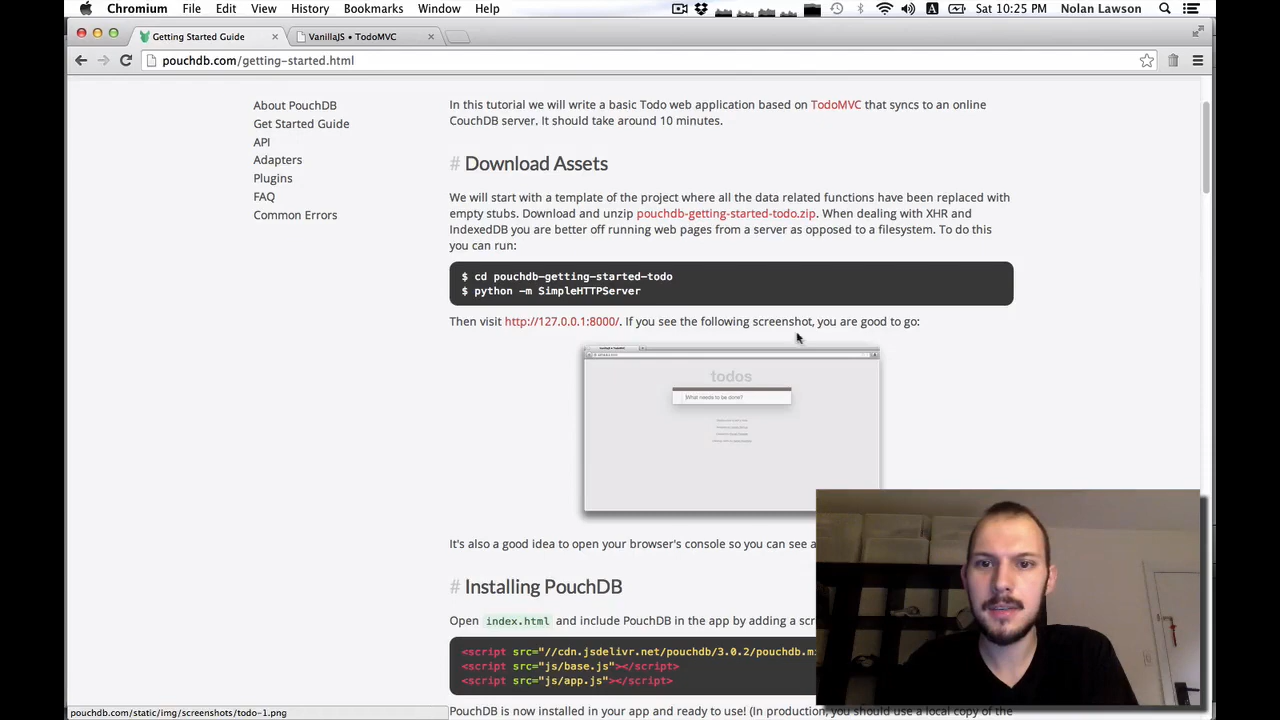 Chromium File Edit View History Bookmarks Window Help Sat 10:25 PM Nolan Lawson
Getting Started Guide VanillaJS • TodoMVC
pouchdb.com/getting-started.html
About PouchDB
Get Started Guide
API
Adapters
Plugins
FAQ
Common Errors
In this tutorial we will write a basic Todo web application based on TodoMVC that syncs to an online
CouchDB server. It should take around 10 minutes.
# Download Assets
We will start with a template of the project where all the data related functions have been replaced with
empty stubs. Download and unzip pouchdb-getting-started-todo.zip. When dealing with XHR and
IndexedDB you are better off running web pages from a server as opposed to a filesystem. To do this
you can run:
$ cd pouchdb-getting-started-todo
$ python -m SimpleHTTPServer
Then visit http://127.0.0.1:8000/. If you see the following screenshot, you are good to go:
todos
What needs to be done?
It's also a good idea to open your browser's console so you can see a
# Installing PouchDB
Open index.html and include PouchDB in the app by adding a scr
<script src="//cdn.jsdelivr.net/pouchdb/3.0.2/pouchdb.mi
<script src="js/base.js"></script>
<script src="js/app.js"></script>
PouchDB is now installed in your app and ready to use! (In production, you should use a local copy of the
pouchdb.com/static/img/screenshots/todo-1.png